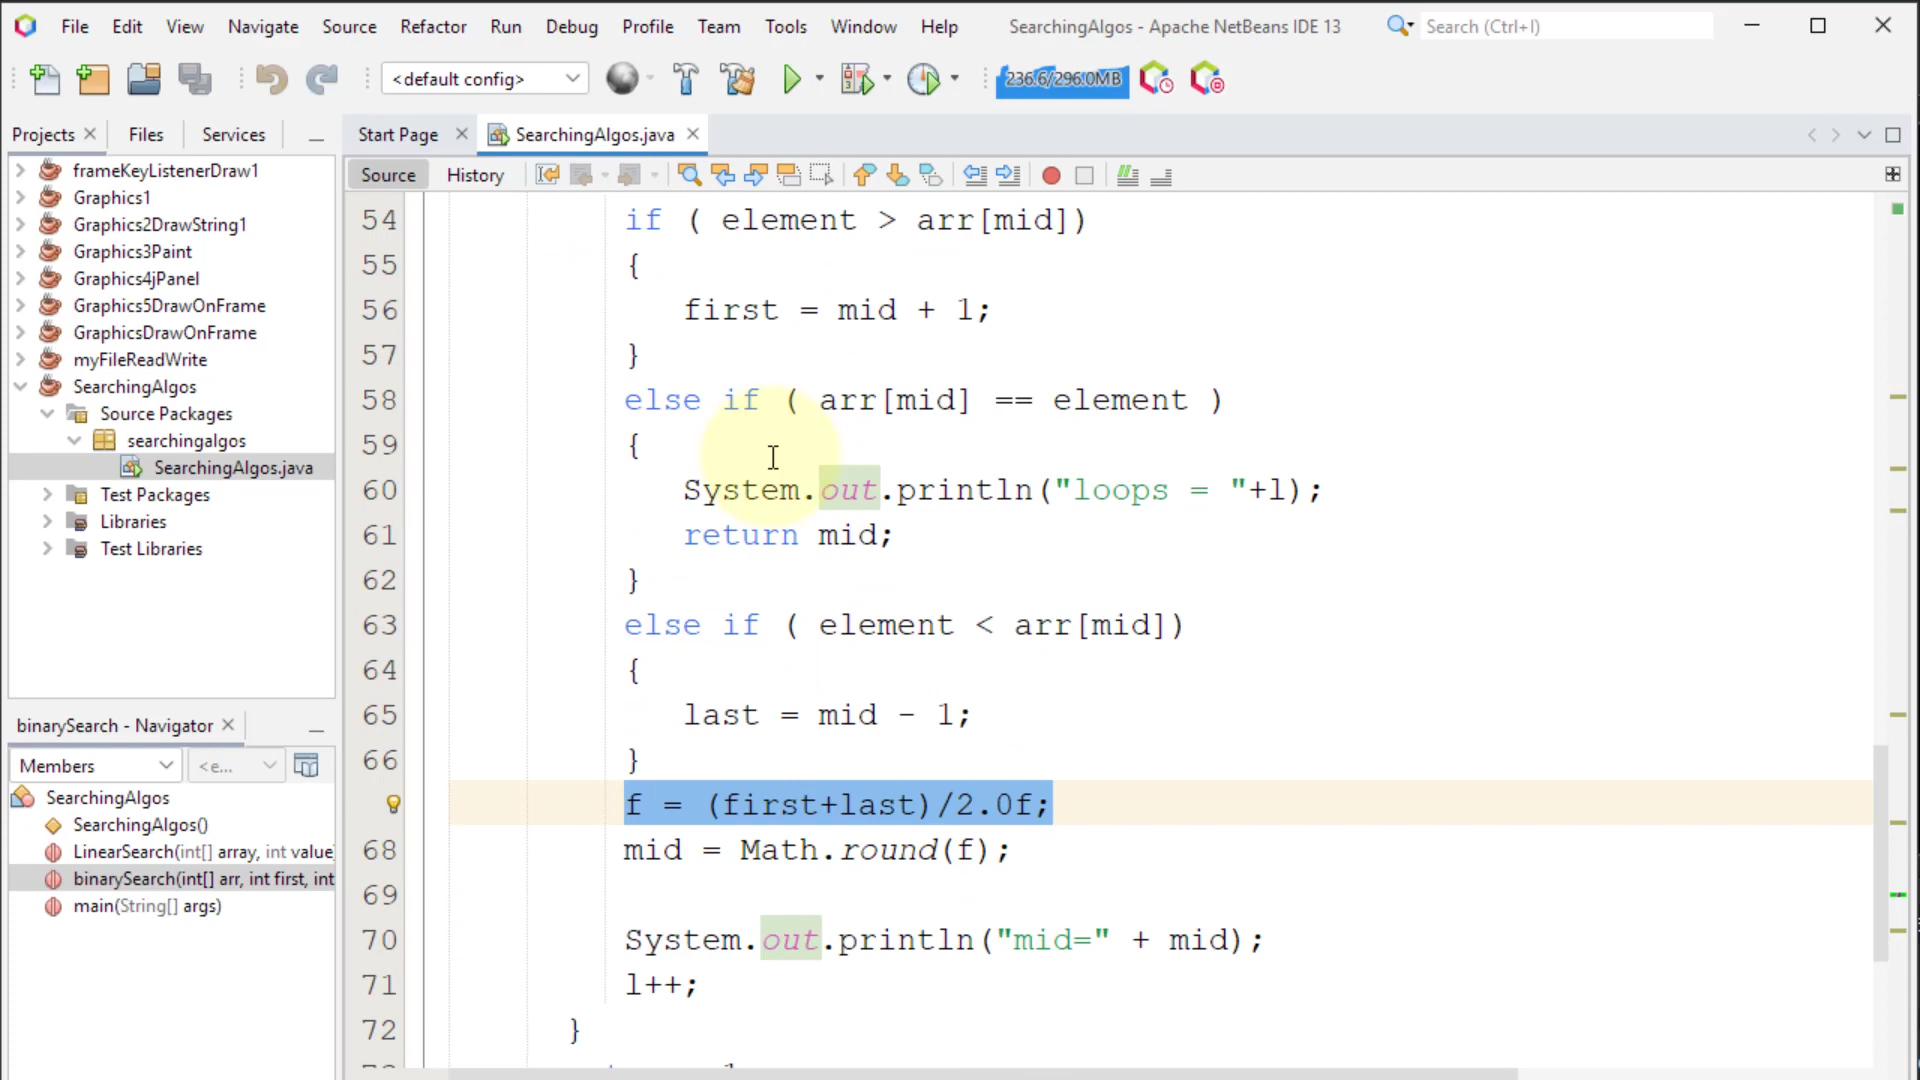 File Edit View Navigate Source Refactor Run Debug Profile Team Tools Window Help SearchingAlgos - Apache NetBeans IDE 13 Search (Ctrl+I)
<default config> 236.6/296.0MB
Projects Files Services Start Page SearchingAlgos.java
Source History
frameKeyListenerDraw1
Graphics1
Graphics2DrawString1
Graphics3Paint
Graphics4jPanel
Graphics5DrawOnFrame
GraphicsDrawOnFrame
myFileReadWrite
SearchingAlgos
Source Packages
searchingalgos
SearchingAlgos.java
Test Packages
Libraries
Test Libraries
binarySearch - Navigator
Members <e...
SearchingAlgos
SearchingAlgos()
LinearSearch(int[] array, int value
binarySearch(int[] arr, int first, int
main(String[] args)
54 if ( element > arr[mid])
55 {
56 first = mid + 1;
57 }
58 else if ( arr[mid] == element )
59 {
60 System.out.println("loops = "+l);
61 return mid;
62 }
63 else if ( element < arr[mid])
64 {
65 last = mid - 1;
66 }
f = (first+last)/2.0f;
68 mid = Math.round(f);
69
70 System.out.println("mid=" + mid);
71 l++;
72 }